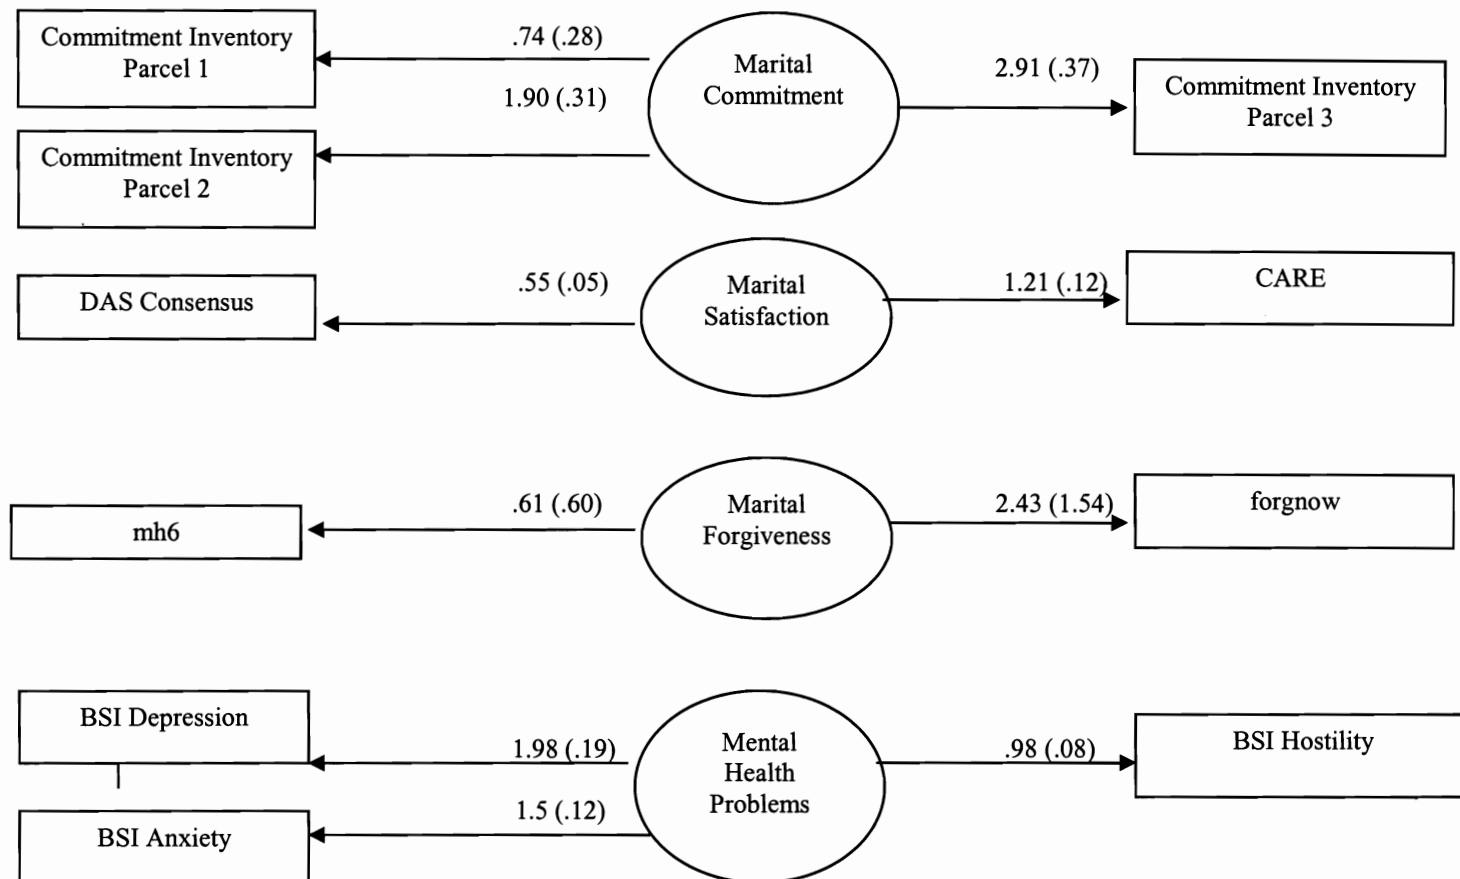 Commitment Inventory
Parcel 1
.74 (.28)
Marital
Commitment
2.91 (.37)
Commitment Inventory
Parcel 3
1.90 (.31)
Commitment Inventory
Parcel 2
DAS Consensus
.55 (.05)
Marital
Satisfaction
1.21 (.12)
CARE
mh6
.61 (.60)
Marital
Forgiveness
2.43 (1.54)
forgnow
BSI Depression
1.98 (.19)
Mental
Health
Problems
.98 (.08)
BSI Hostility
1.5 (.12)
BSI Anxiety